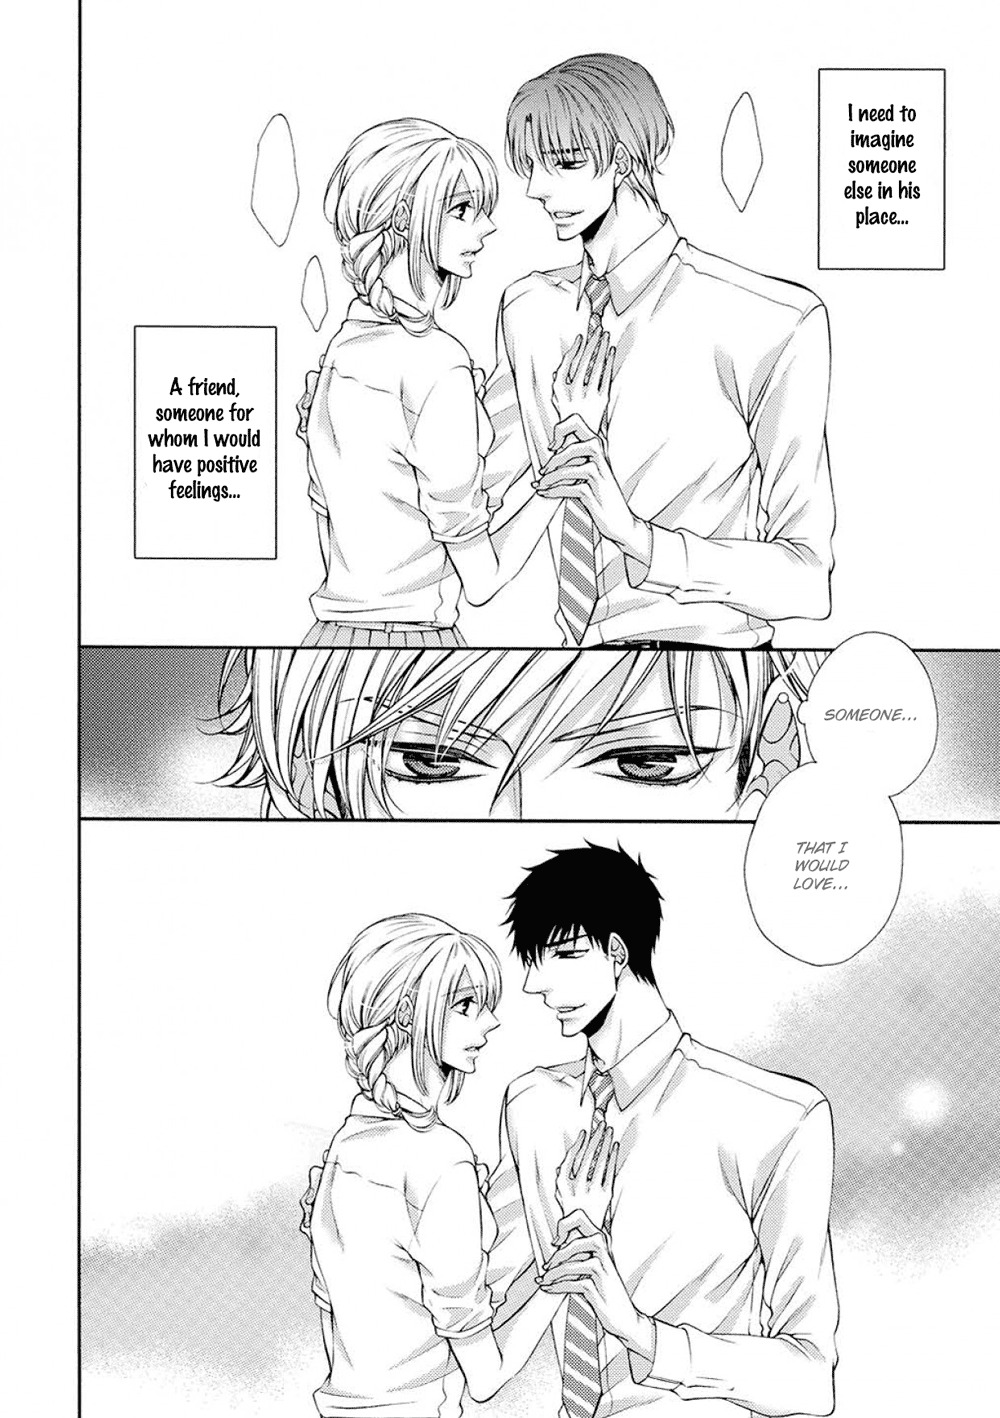 I need to
imagine
someone
else in his
place...
A friend,
someone for
whom I would
have positive
feelings...
SOMEONE...
THAT I
WOULD
LOVE...